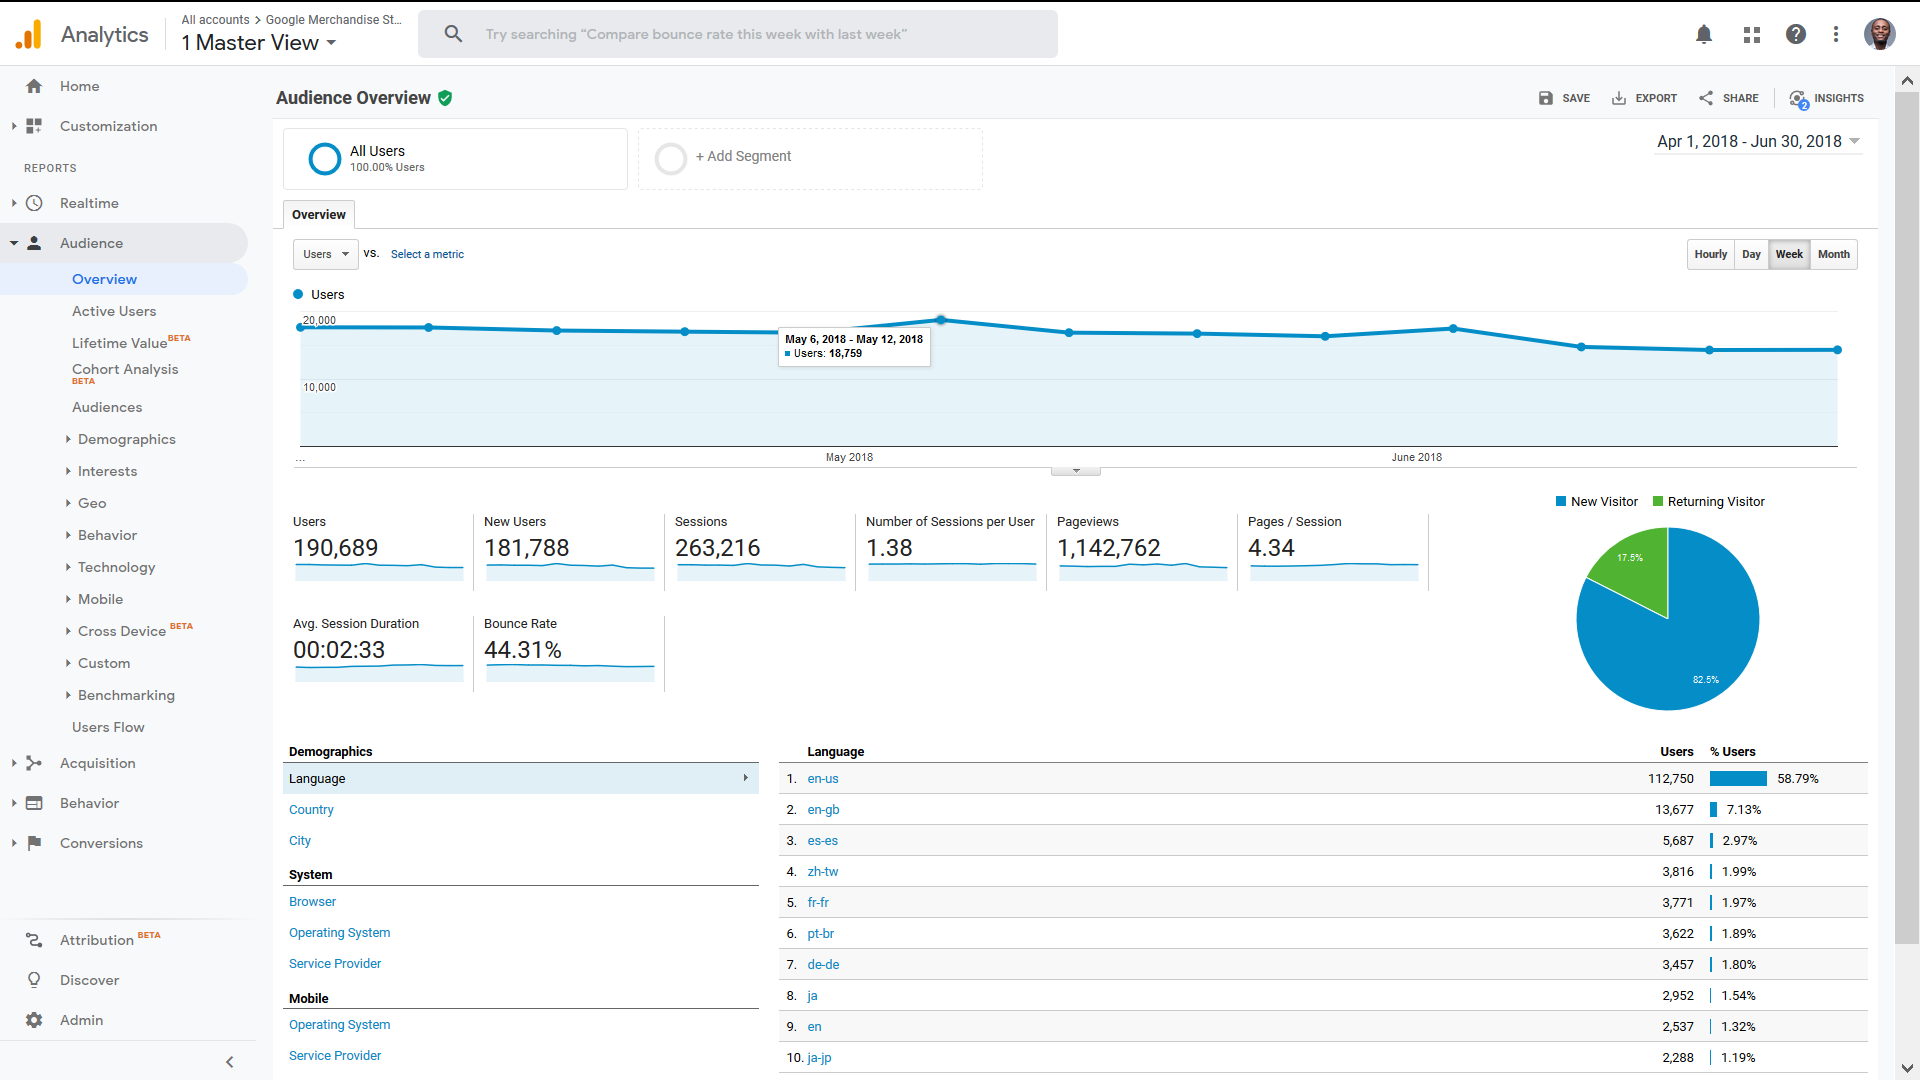 Analytics
All accounts > Google Merchandise St...
1 Master View
Try searching “Compare bounce rate this week with last week”
Home
Customization
REPORTS
Realtime
Audience
Overview
Active Users
Lifetime Value BETA
Cohort Analysis
BETA
Audiences
Demographics
Interests
Geo
Behavior
Technology
Mobile
Cross Device BETA
Custom
Benchmarking
Users Flow
Acquisition
Behavior
Conversions
Attribution BETA
Discover
Admin
Audience Overview
SAVE
EXPORT
SHARE
2
INSIGHTS
All Users
100.00% Users
+ Add Segment
Apr 1, 2018 - Jun 30, 2018
Overview
Users
VS.
Select a metric
Hourly
Day
Week
Month
Users
20,000
10,000
May 6, 2018 - May 12, 2018
Users: 18,759
...
May 2018
June 2018
Users
190,689
New Users
181,788
Sessions
263,216
Number of Sessions per User
1.38
Pageviews
1,142,762
Pages / Session
4.34
Avg. Session Duration
00:02:33
Bounce Rate
44.31%
New Visitor
Returning Visitor
17.5%
82.5%
Demographics
Language
Country
City
System
Browser
Operating System
Service Provider
Mobile
Operating System
Service Provider
Language Users % Users
1. en-us 112,750 58.79%
2. en-gb 13,677 7.13%
3. es-es 5,687 2.97%
4. zh-tw 3,816 1.99%
5. fr-fr 3,771 1.97%
6. pt-br 3,622 1.89%
7. de-de 3,457 1.80%
8. ja 2,952 1.54%
9. en 2,537 1.32%
10. ja-jp 2,288 1.19%